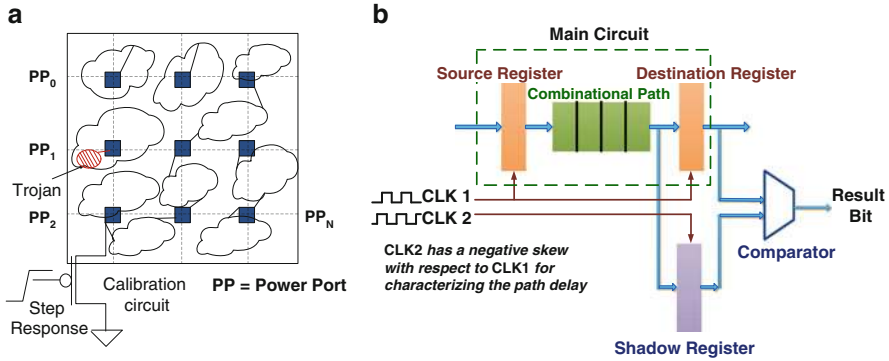 a
PP0
PP1
Trojan
PP2
PPN
Step
Response
Calibration
circuit
PP = Power Port
b
Main Circuit
Source Register
Destination Register
Combinational Path
CLK 1
CLK 2
CLK2 has a negative skew
with respect to CLK1 for
characterizing the path delay
Result
Bit
Comparator
Shadow Register